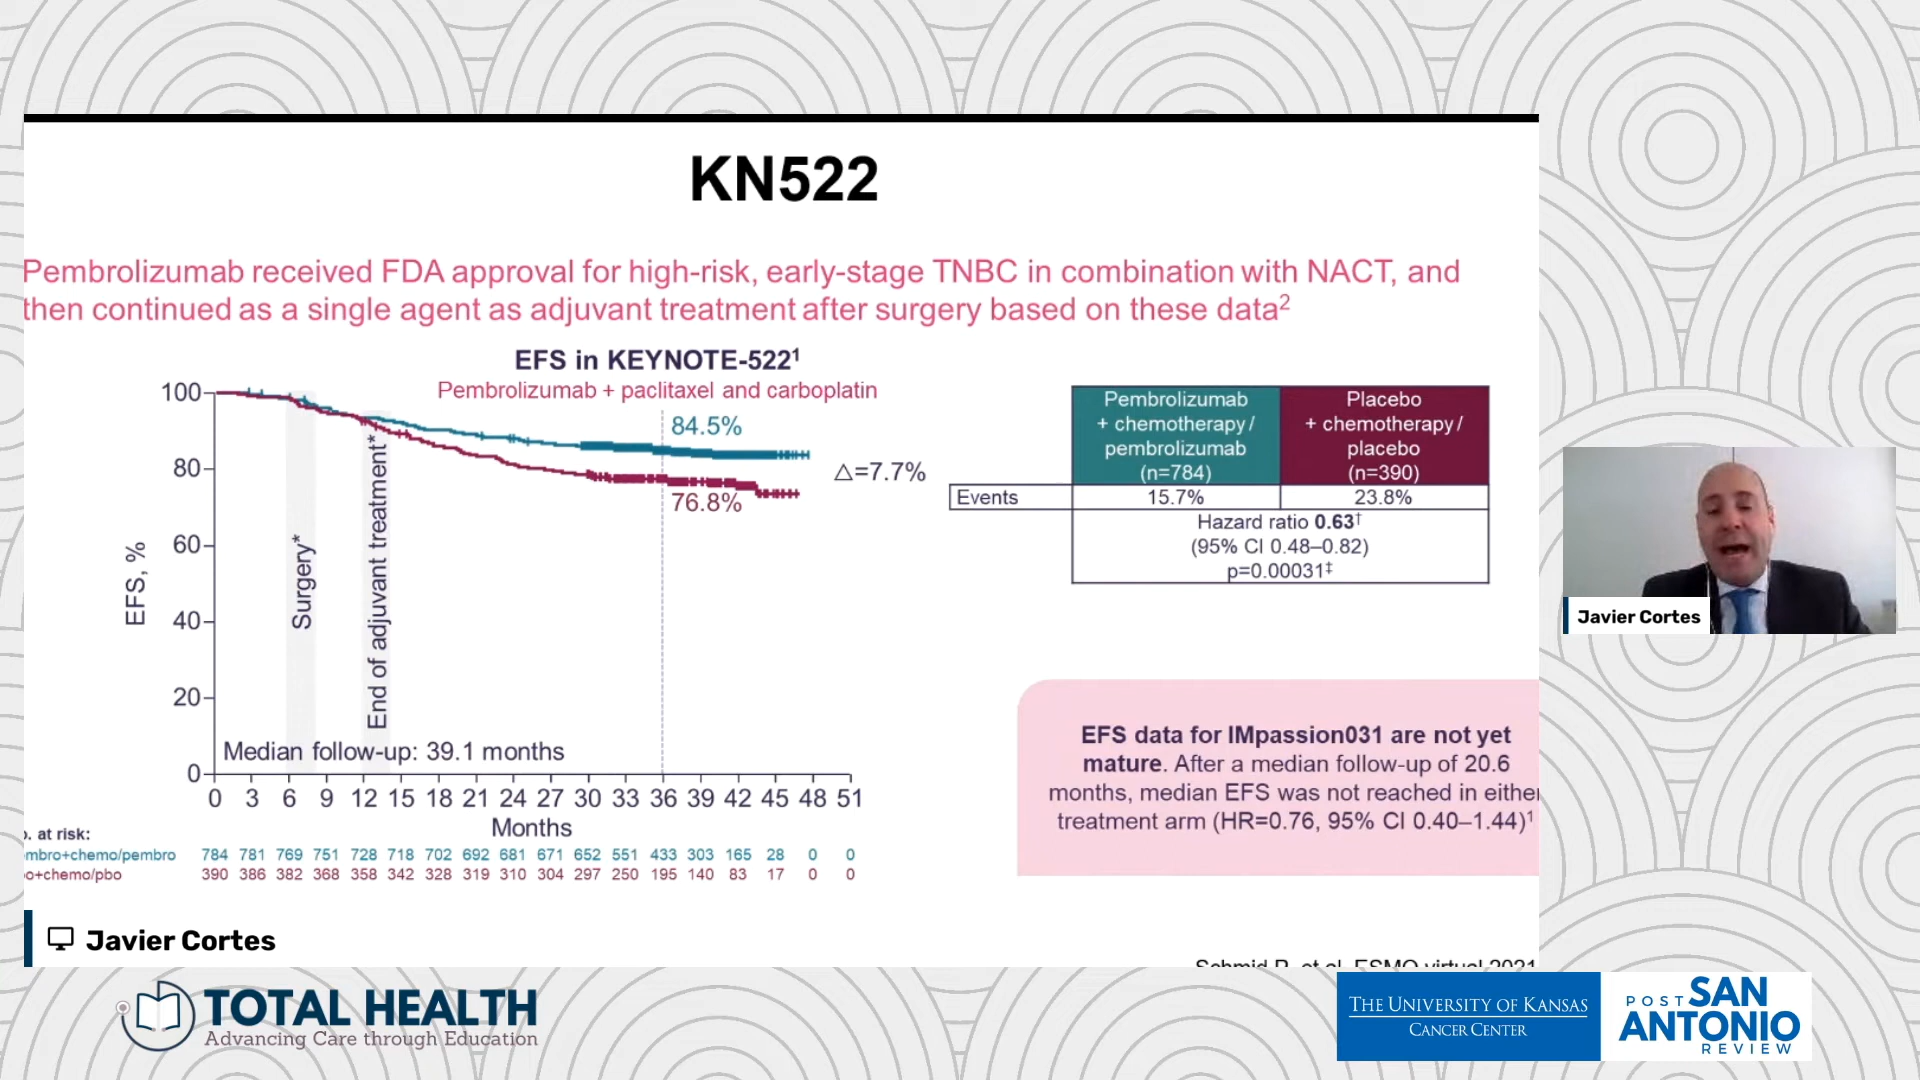 KN522
Pembrolizumab received FDA approval for high-risk, early-stage TNBC in combination with NACT, and
then continued as a single agent as adjuvant treatment after surgery based on these data2
EFS in KEYNOTE-522¹
Pembrolizumab + paclitaxel and carboplatin
100
80
60
40
20
0
EFS, %
Surgery*
End of adjuvant treatment*
84.5%
76.8%
△=7.7%
Median follow-up: 39.1 months
0 3 6 9 12 15 18 21 24 27 30 33 36 39 42 45 48 51
Months
. at risk:
mbro+chemo/pembro 784 781 769 751 728 718 702 692 681 671 652 551 433 303 165 28 0 0
o+chemo/pbo 390 386 382 368 358 342 328 319 310 304 297 250 195 140 83 17 0 0
Pembrolizumab
+ chemotherapy/
pembrolizumab
(n=784)
Placebo
+ chemotherapy/
placebo
(n=390)
Events 15.7% 23.8%
Hazard ratio 0.63†
(95% CI 0.48–0.82)
p=0.00031‡
EFS data for IMpassion031 are not yet
mature. After a median follow-up of 20.6
months, median EFS was not reached in either
treatment arm (HR=0.76, 95% CI 0.40–1.44)¹
Schmid P, et al. ESMO virtual 2021
Javier Cortes
Javier Cortes
TOTAL HEALTH
Advancing Care through Education
THE UNIVERSITY OF KANSAS
CANCER CENTER
POST SAN
ANTONIO
REVIEW